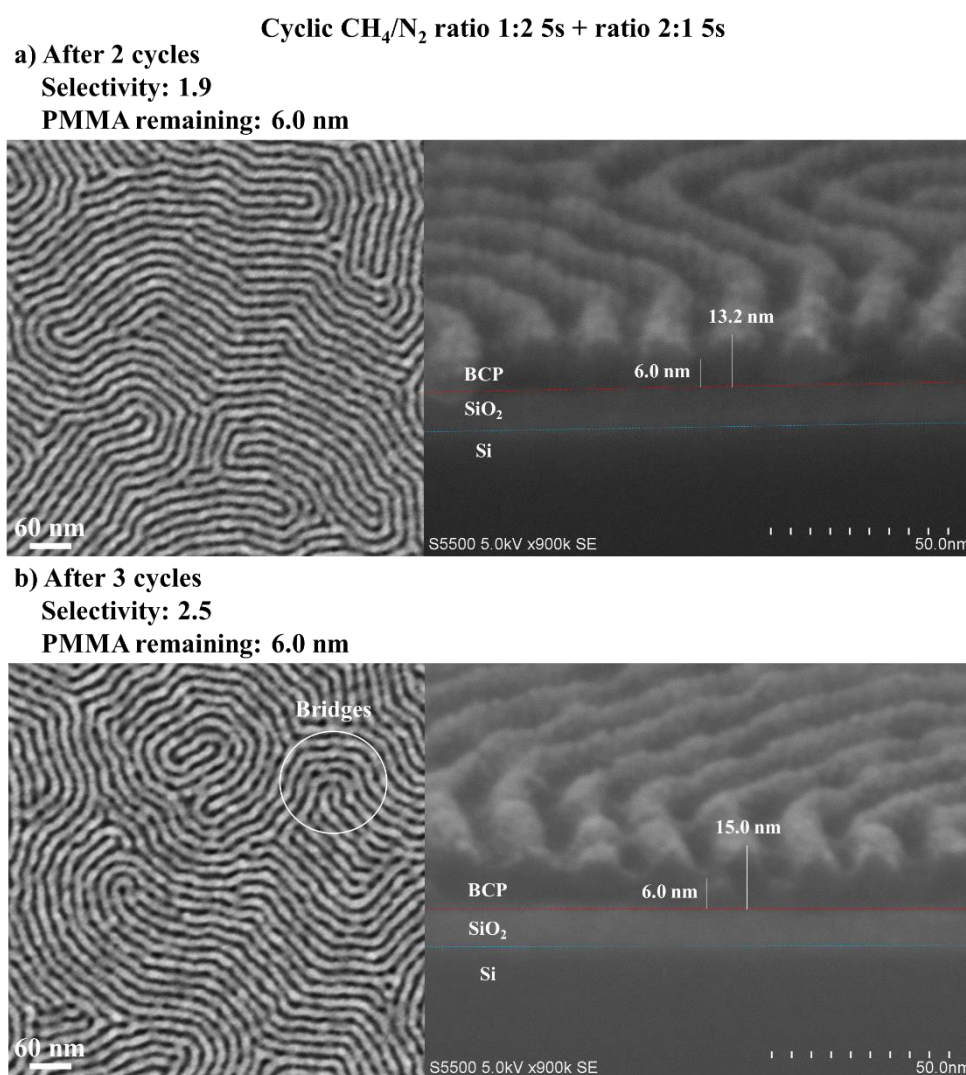 Cyclic CH₄/N₂ ratio 1:2 5s + ratio 2:1 5s
a) After 2 cycles
Selectivity: 1.9
PMMA remaining: 6.0 nm
13.2 nm
6.0 nm
BCP
SiO₂
Si
60 nm
S5500 5.0kV x900k SE
50.0nm
b) After 3 cycles
Selectivity: 2.5
PMMA remaining: 6.0 nm
Bridges
15.0 nm
6.0 nm
BCP
SiO₂
Si
60 nm
S5500 5.0kV x900k SE
50.0nm